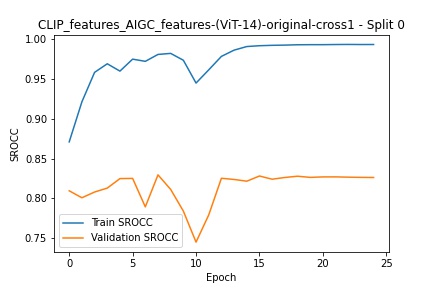 CLIP_features_AIGC_features-(ViT-14)-original-cross1 - Split 0
1.00
0.95
0.90
0.85
0.80
0.75
SROCC
Train SROCC
Validation SROCC
0 5 10 15 20 25
Epoch